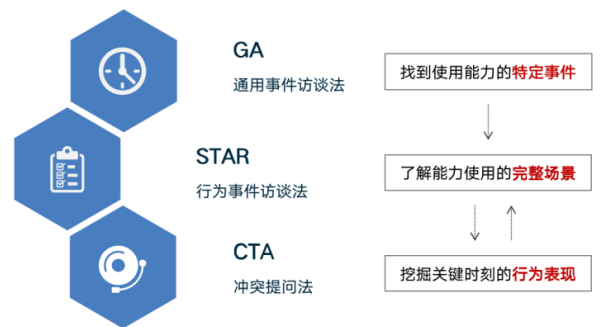 GA
通用事件访谈法
找到使用能力的特定事件
STAR
行为事件访谈法
了解能力使用的完整场景
CTA
冲突提问法
挖掘关键时刻的行为表现